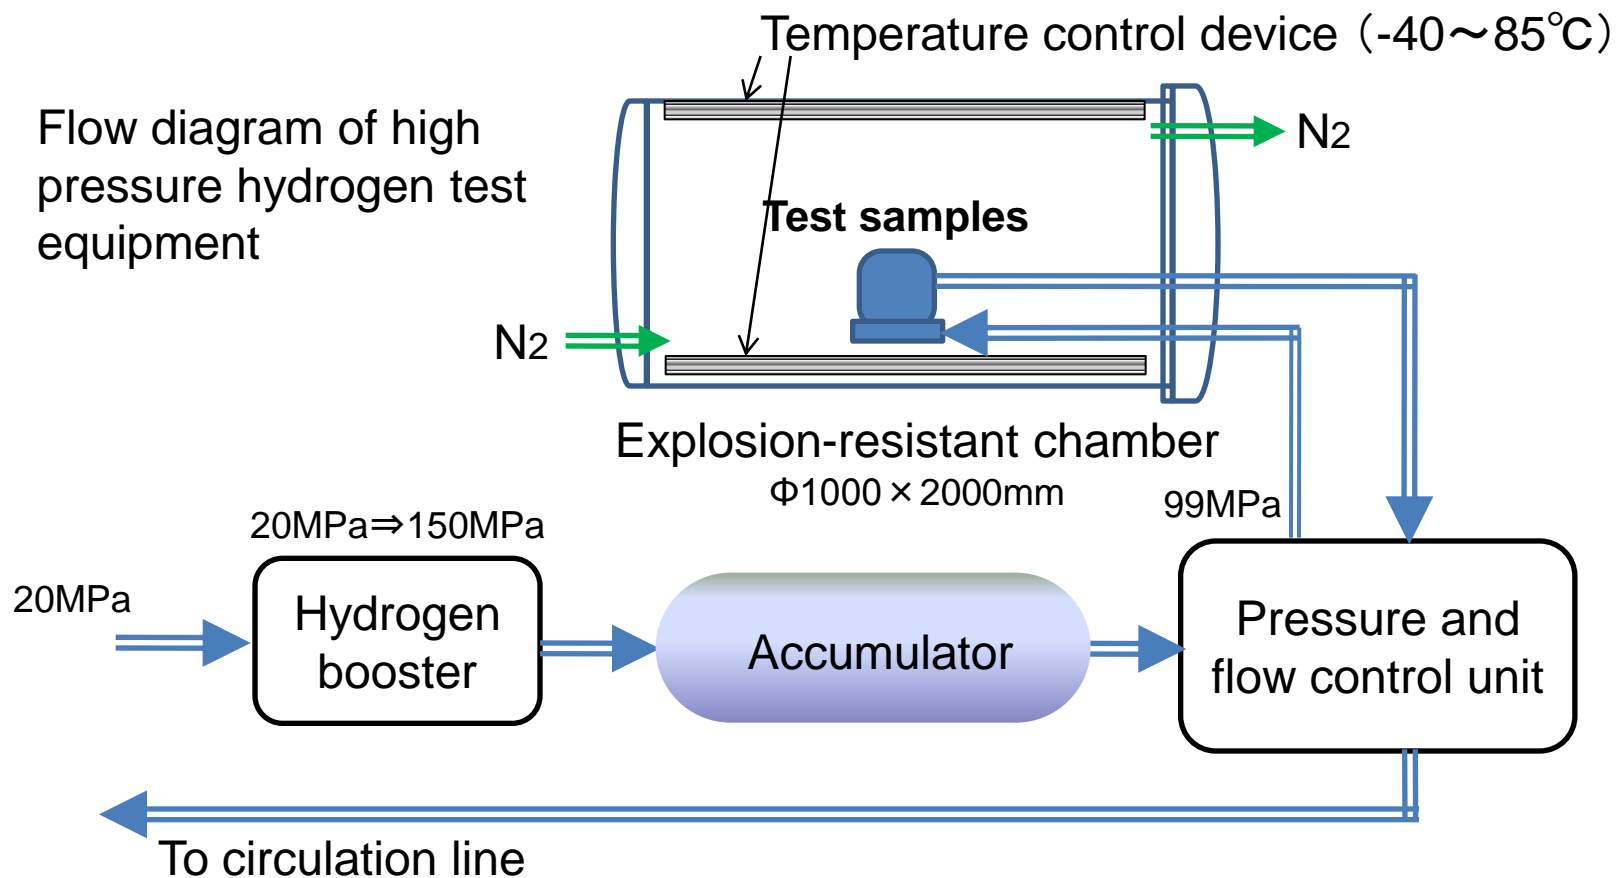 Temperature control device（-40～85℃）
Flow diagram of high
pressure hydrogen test
equipment
N2
Test samples
N2
Explosion-resistant chamber
Φ1000×2000mm
99MPa
20MPa⇒150MPa
20MPa
Hydrogen
booster
Accumulator
Pressure and
flow control unit
To circulation line